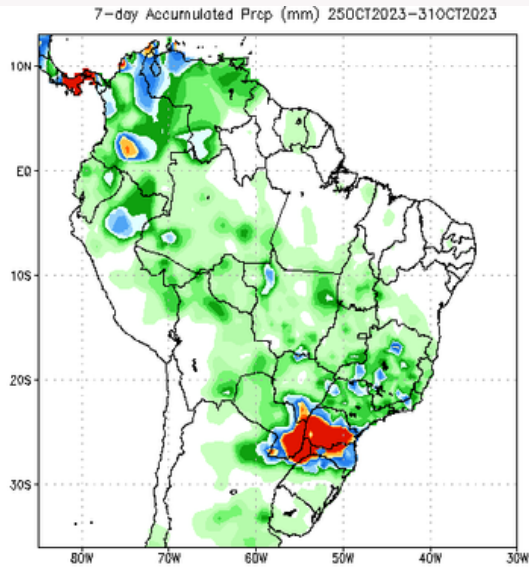 7-day Accumulated Prcp (mm) 25OCT2023-31OCT2023
10N
EQ
10S
20S
30S
80W 70W 60W 50W 40W 30W